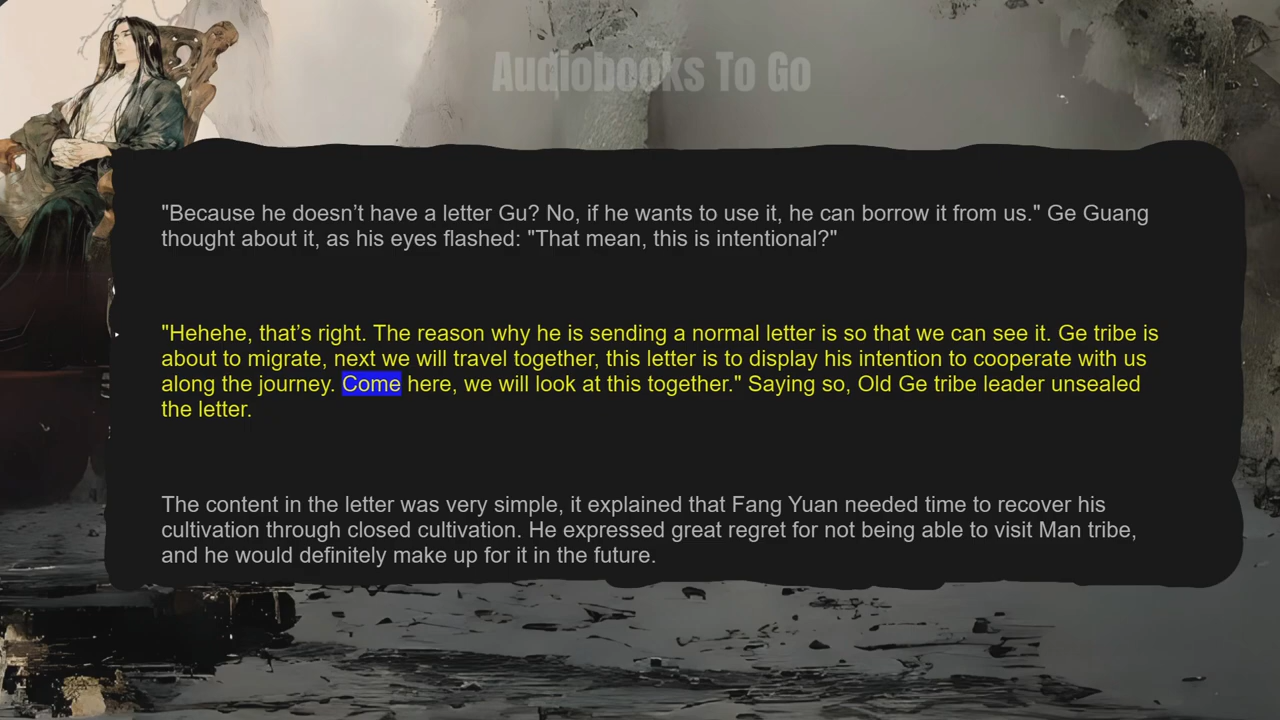 Audiobooks To Go
"Because he doesn’t have a letter Gu? No, if he wants to use it, he can borrow it from us." Ge Guang
thought about it, as his eyes flashed: "That mean, this is intentional?"
"Hehehe, that’s right. The reason why he is sending a normal letter is so that we can see it. Ge tribe is
about to migrate, next we will travel together, this letter is to display his intention to cooperate with us
along the journey. Come here, we will look at this together." Saying so, Old Ge tribe leader unsealed
the letter.
The content in the letter was very simple, it explained that Fang Yuan needed time to recover his
cultivation through closed cultivation. He expressed great regret for not being able to visit Man tribe,
and he would definitely make up for it in the future.